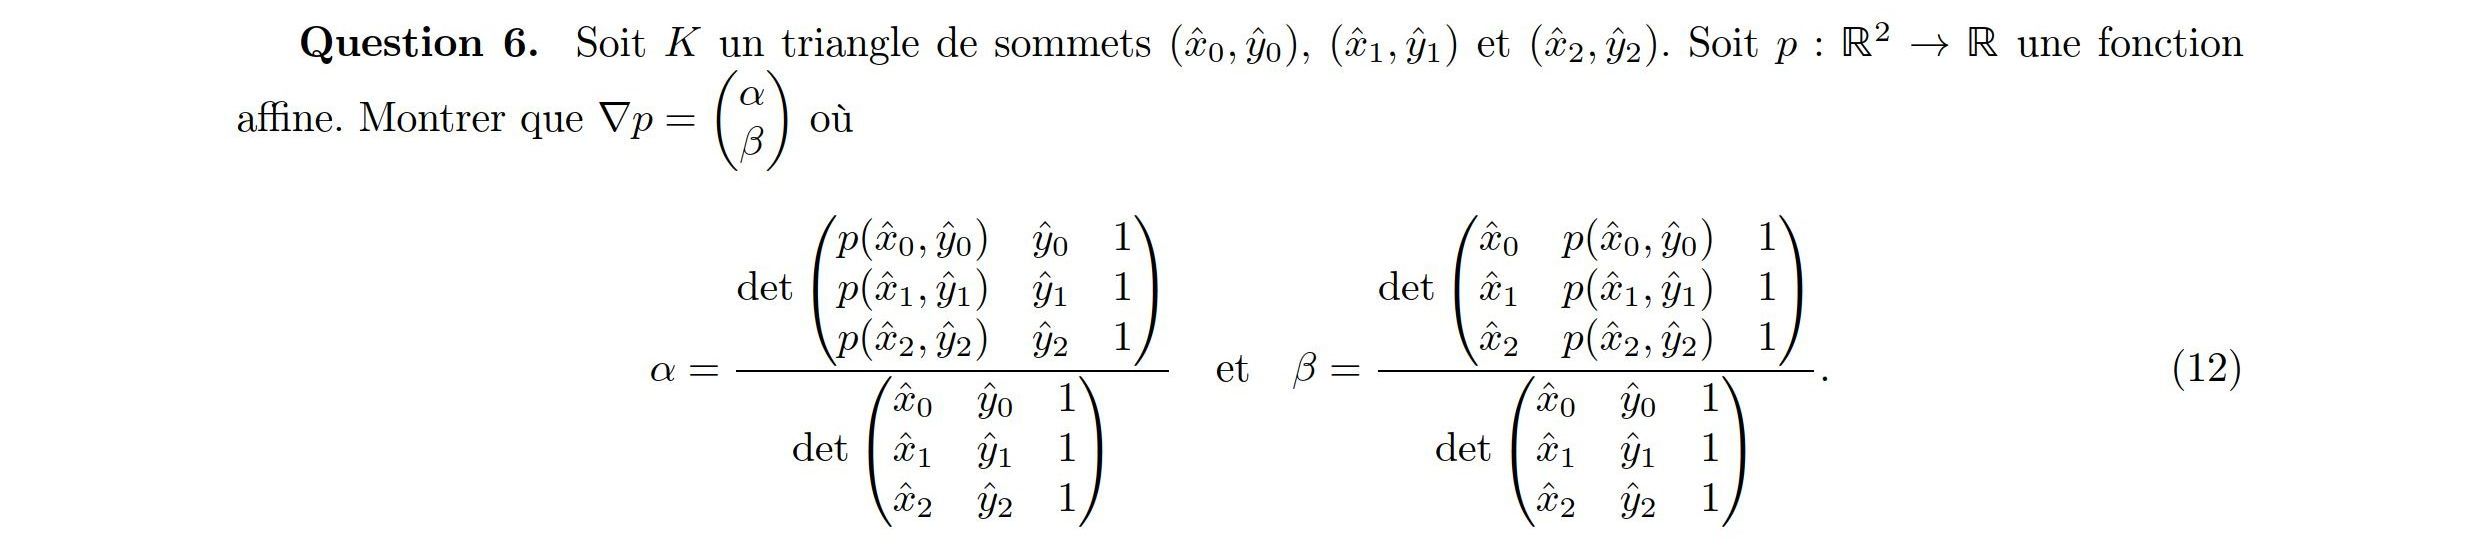 Question 6. Soit K un triangle de sommets (x̂₀, ŷ₀), (x̂₁, ŷ₁) et (x̂₂, ŷ₂). Soit p : ℝ² → ℝ une fonction
affine. Montrer que ∇p = (α β) où
α = det(p(x̂₀, ŷ₀) ŷ₀ 1 ; p(x̂₁, ŷ₁) ŷ₁ 1 ; p(x̂₂, ŷ₂) ŷ₂ 1) / det(x̂₀ ŷ₀ 1 ; x̂₁ ŷ₁ 1 ; x̂₂ ŷ₂ 1) et β = det(x̂₀ p(x̂₀, ŷ₀) 1 ; x̂₁ p(x̂₁, ŷ₁) 1 ; x̂₂ p(x̂₂, ŷ₂) 1) / det(x̂₀ ŷ₀ 1 ; x̂₁ ŷ₁ 1 ; x̂₂ ŷ₂ 1). (12)